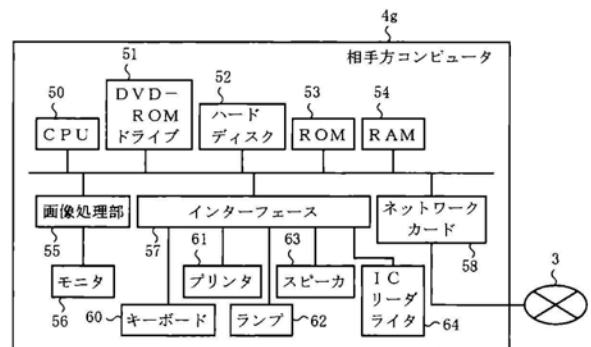 4g
相手方コンピュータ
50
51
52
53
54
CPU
DVD-
ROM
ドライブ
ハード
ディスク
ROM
RAM
画像処理部
インターフェース
ネットワーク
カード
55
57
58
61
63
モニタ
プリンタ
スピーカ
IC
リーダ
ライタ
56
60
キーボード
ランプ
62
64
3